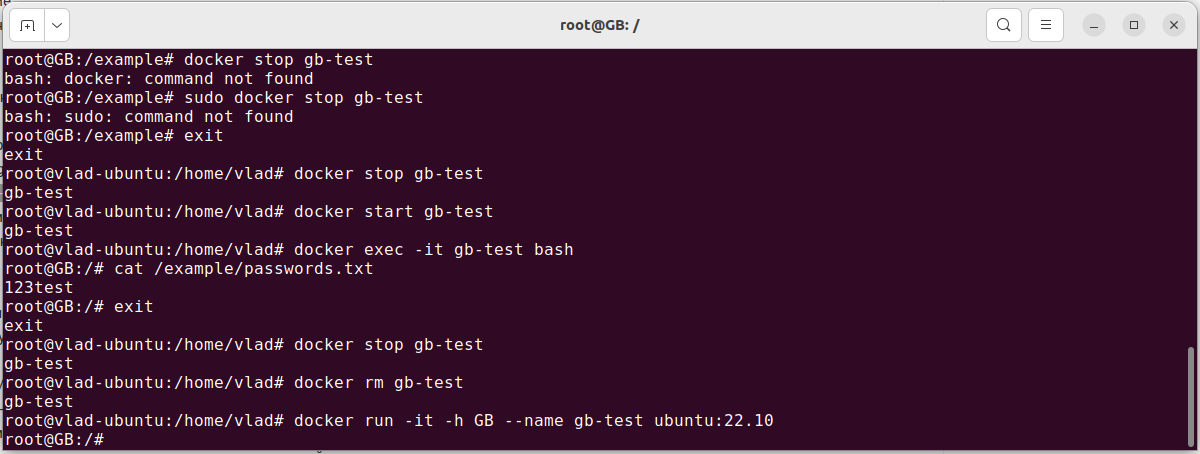 root@GB: /
root@GB:/example# docker stop gb-test
bash: docker: command not found
root@GB:/example# sudo docker stop gb-test
bash: sudo: command not found
root@GB:/example# exit
exit
root@vlad-ubuntu:/home/vlad# docker stop gb-test
gb-test
root@vlad-ubuntu:/home/vlad# docker start gb-test
gb-test
root@vlad-ubuntu:/home/vlad# docker exec -it gb-test bash
root@GB:/# cat /example/passwords.txt
123test
root@GB:/# exit
exit
root@vlad-ubuntu:/home/vlad# docker stop gb-test
gb-test
root@vlad-ubuntu:/home/vlad# docker rm gb-test
gb-test
root@vlad-ubuntu:/home/vlad# docker run -it -h GB --name gb-test ubuntu:22.10
root@GB:/#